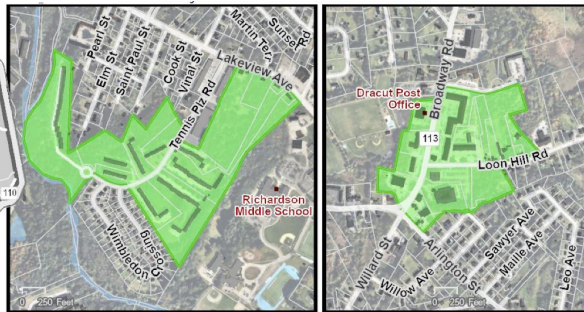 Pearl St
Elm St
Saint Paul St
Cook St
Vinal St
Martin Terr
Sunset Rd
Lakeview Ave
Tennis Plz Rd
110
Richardson
Middle School
Wimbledon Crossing
0 250 Feet
Broadway Rd
Dracut Post
Office
113
Loon Hill Rd
Willard St
Arlington St
Sawyer Ave
Maille Ave
Willow Ave
Leo Ave
0 250 Feet